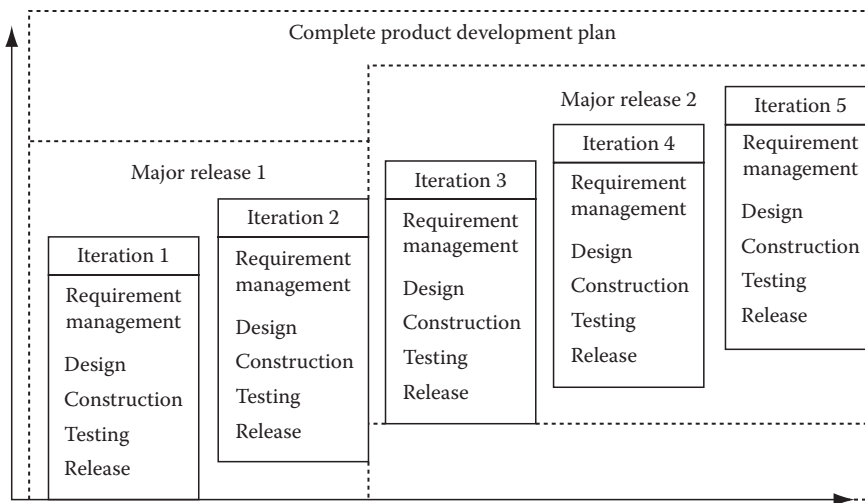 Complete product development plan
Major release 1
Iteration 1
Requirement
management
Design
Construction
Testing
Release
Iteration 2
Requirement
management
Design
Construction
Testing
Release
Major release 2
Iteration 3
Requirement
management
Design
Construction
Testing
Release
Iteration 4
Requirement
management
Design
Construction
Testing
Release
Iteration 5
Requirement
management
Design
Construction
Testing
Release